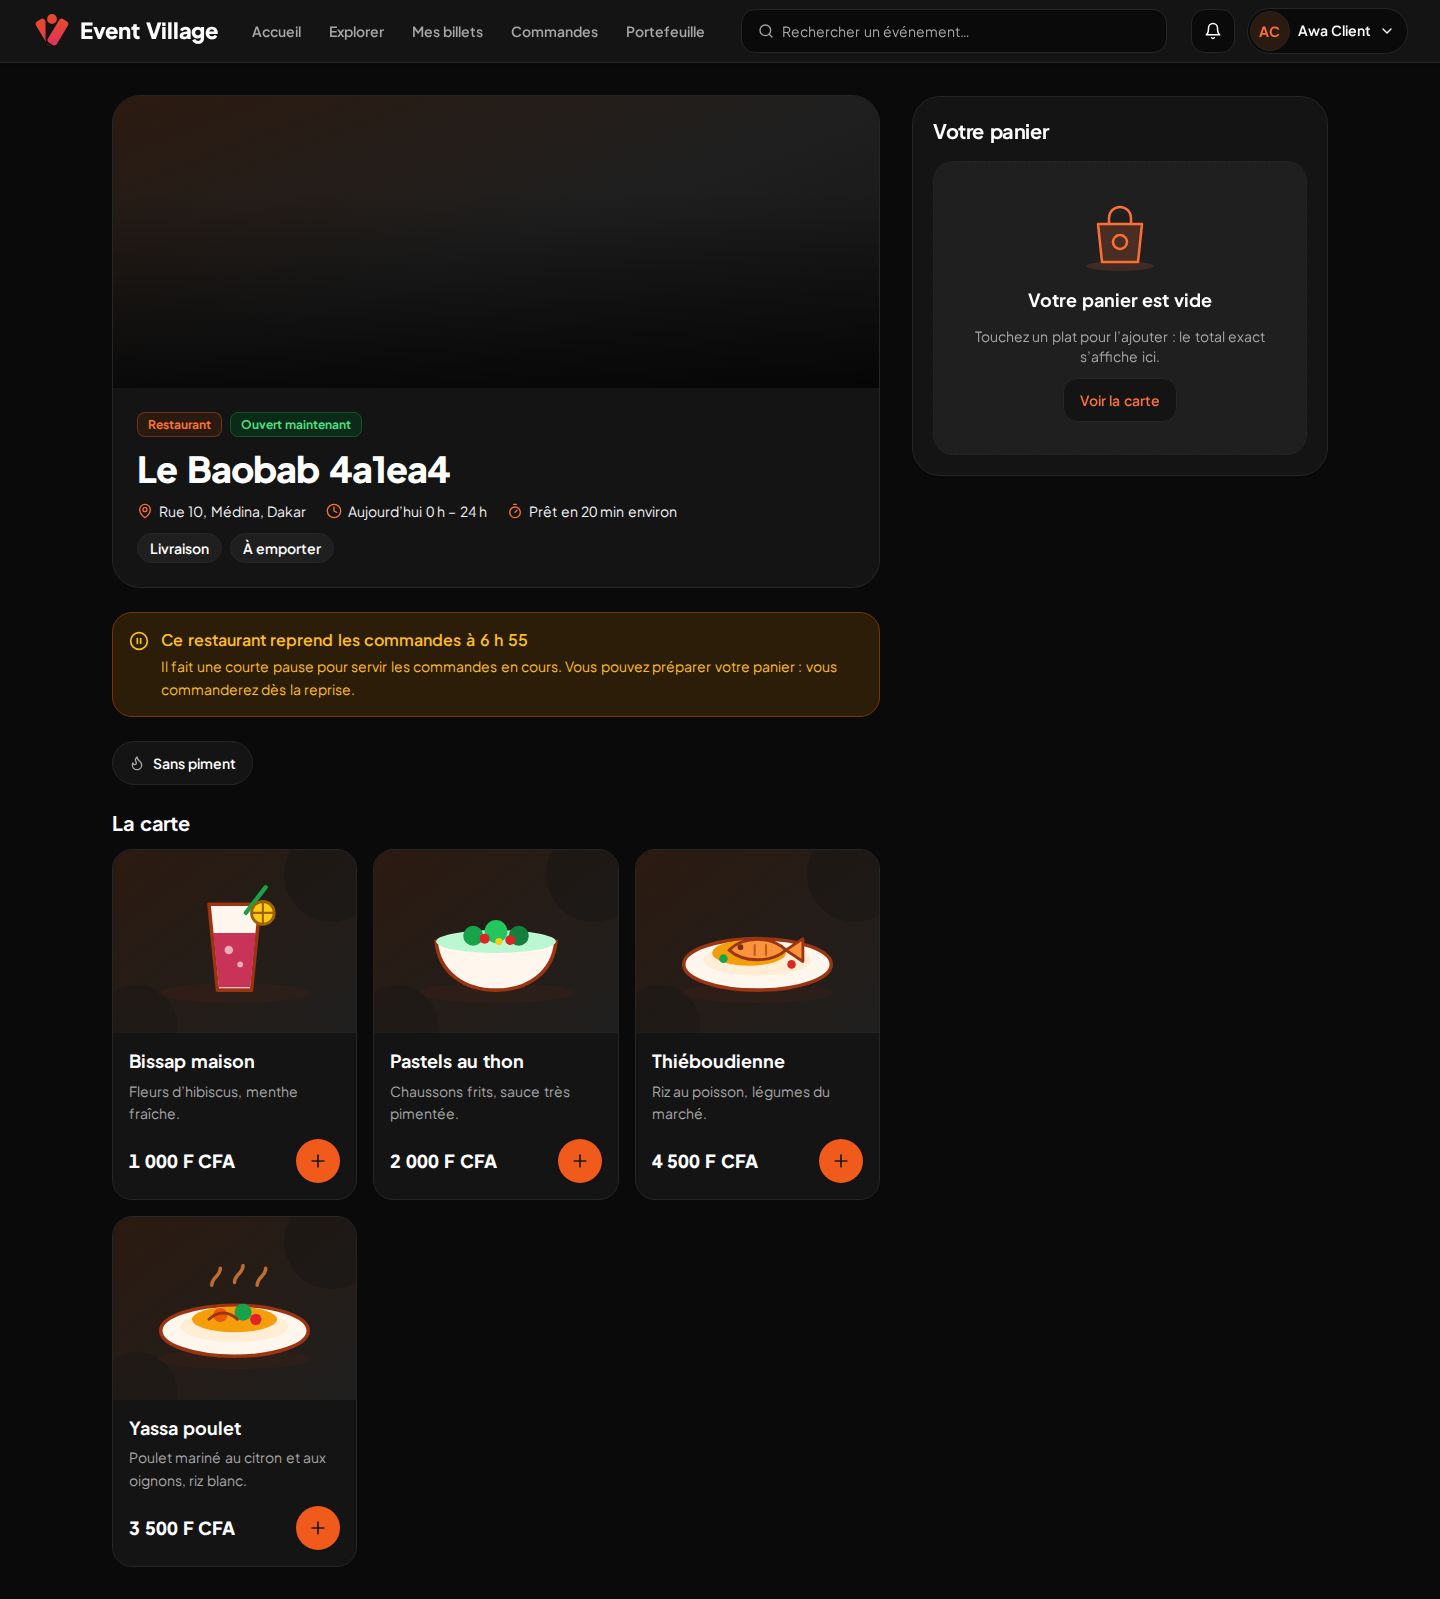 Event Village
Accueil
Explorer
Mes billets
Commandes
Portefeuille
Rechercher un événement…
AC
Awa Client
Restaurant
Ouvert maintenant
Le Baobab 4a1ea4
Rue 10, Médina, Dakar
Aujourd’hui 0 h – 24 h
Prêt en 20 min environ
Livraison
À emporter
Votre panier
Votre panier est vide
Touchez un plat pour l’ajouter : le total exact
s’affiche ici.
Voir la carte
Ce restaurant reprend les commandes à 6 h 55
Il fait une courte pause pour servir les commandes en cours. Vous pouvez préparer votre panier : vous
commanderez dès la reprise.
Sans piment
La carte
Bissap maison
Fleurs d’hibiscus, menthe
fraîche.
1 000 F CFA
Pastels au thon
Chaussons frits, sauce très
pimentée.
2 000 F CFA
Thiéboudienne
Riz au poisson, légumes du
marché.
4 500 F CFA
Yassa poulet
Poulet mariné au citron et aux
oignons, riz blanc.
3 500 F CFA